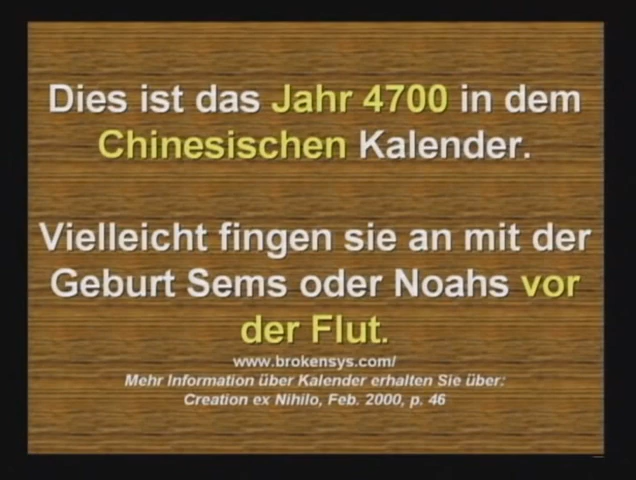 Dies ist das Jahr 4700 in dem
Chinesischen Kalender.
Vielleicht fingen sie an mit der
Geburt Sems oder Noahs vor
der Flut.
www.brokensys.com/
Mehr Information über Kalender erhalten Sie über:
Creation ex Nihilo, Feb. 2000, p. 46